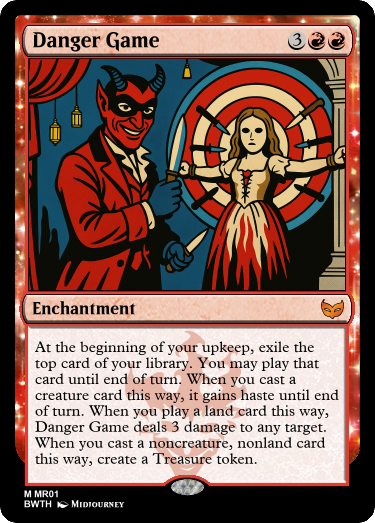 Danger Game 3
Enchantment
At the beginning of your upkeep, exile the
top card of your library. You may play that
card until end of turn. When you cast a
creature card this way, it gains haste until end
of turn. When you play a land card this way,
Danger Game deals 3 damage to any target.
When you cast a noncreature, nonland card
this way, create a Treasure token.
M MR01
BWTH MIDJOURNEY